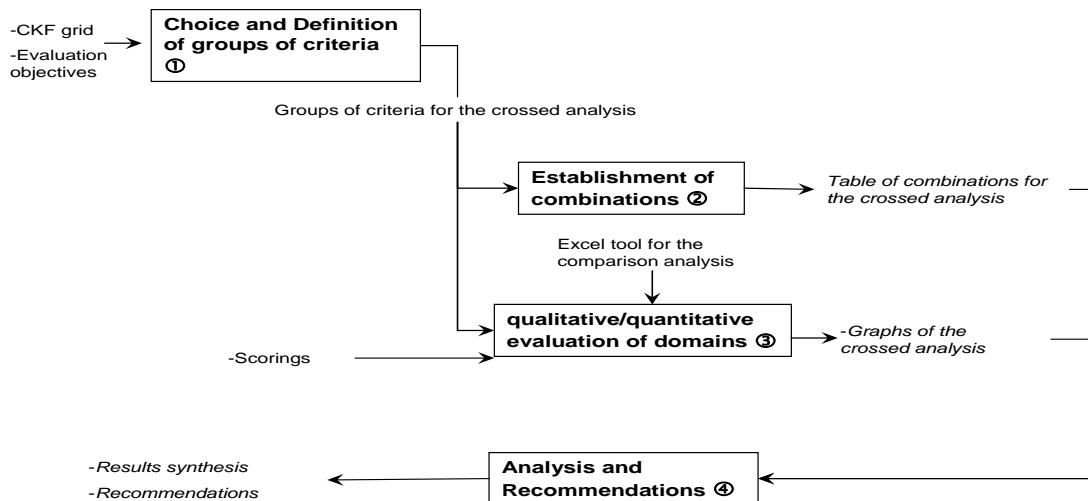 -CKF grid
-Evaluation
objectives
Choice and Definition
of groups of criteria
①
Groups of criteria for the crossed analysis
Establishment of
combinations ②
Table of combinations for
the crossed analysis
Excel tool for the
comparison analysis
qualitative/quantitative
evaluation of domains ③
-Scorings
-Graphs of the
crossed analysis
Analysis and
Recommendations ④
-Results synthesis
-Recommendations